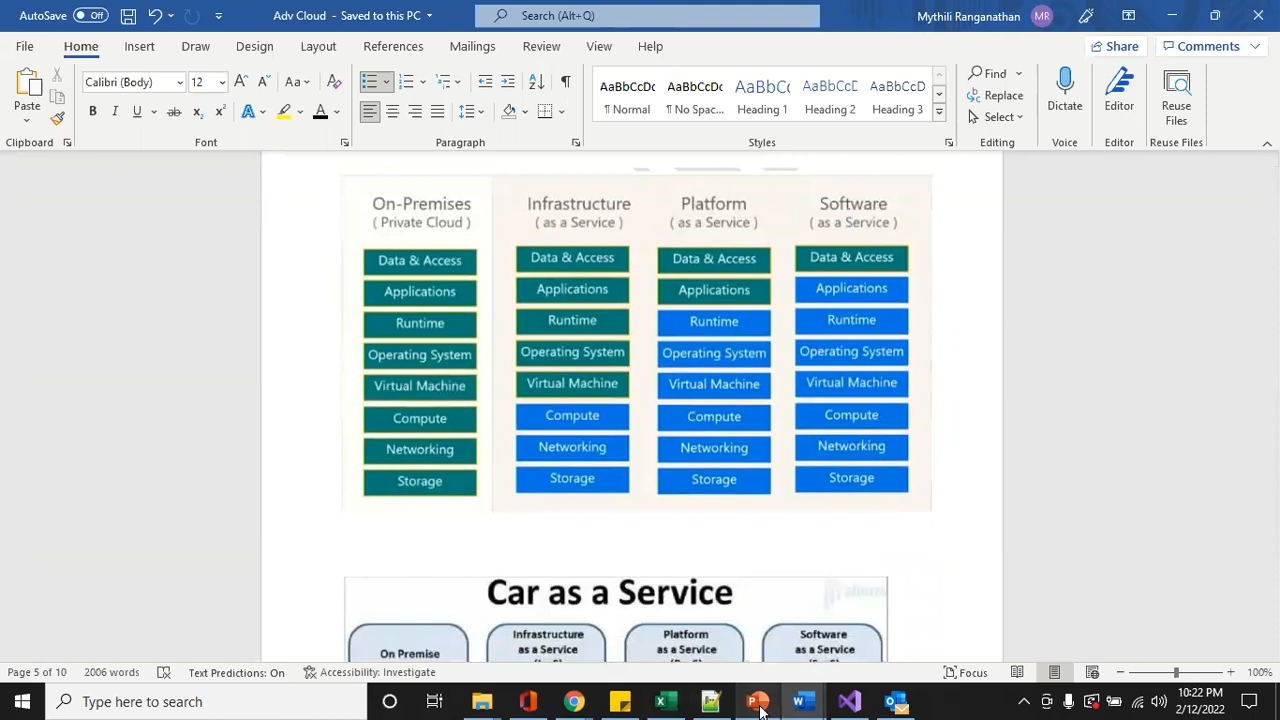 AutoSave Off Adv Cloud - Saved to this PC Search (Alt+Q) Mythili Ranganathan MR
File Home Insert Draw Design Layout References Mailings Review View Help Share Comments
Paste Calibri (Body) 12 Aa
B I U ab x2 x2 A A
AaBbCcDc AaBbCcDc AaBbCc AaBbCcD AaBbCcD
Normal No Spac... Heading 1 Heading 2 Heading 3
Find
Replace
Select
Dictate
Editor
Reuse
Files
Clipboard Font Paragraph Styles Editing Voice Editor Reuse Files
On-Premises
( Private Cloud )
Data & Access
Applications
Runtime
Operating System
Virtual Machine
Compute
Networking
Storage
Infrastructure
( as a Service )
Data & Access
Applications
Runtime
Operating System
Virtual Machine
Compute
Networking
Storage
Platform
( as a Service )
Data & Access
Applications
Runtime
Operating System
Virtual Machine
Compute
Networking
Storage
Software
( as a Service )
Data & Access
Applications
Runtime
Operating System
Virtual Machine
Compute
Networking
Storage
Car as a Service
On Premise
Infrastructure
as a Service
Platform
as a Service
Software
as a Service
Page 5 of 10 2006 words Text Predictions: On Accessibility: Investigate Focus 100%
Type here to search
10:22 PM
2/12/2022